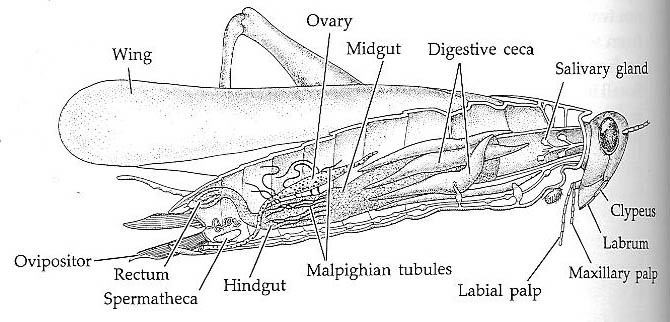 Ovary
Wing
Midgut
Digestive ceca
Salivary gland
Clypeus
Labrum
Maxillary palp
Labial palp
Malpighian tubules
Hindgut
Spermatheca
Rectum
Ovipositor